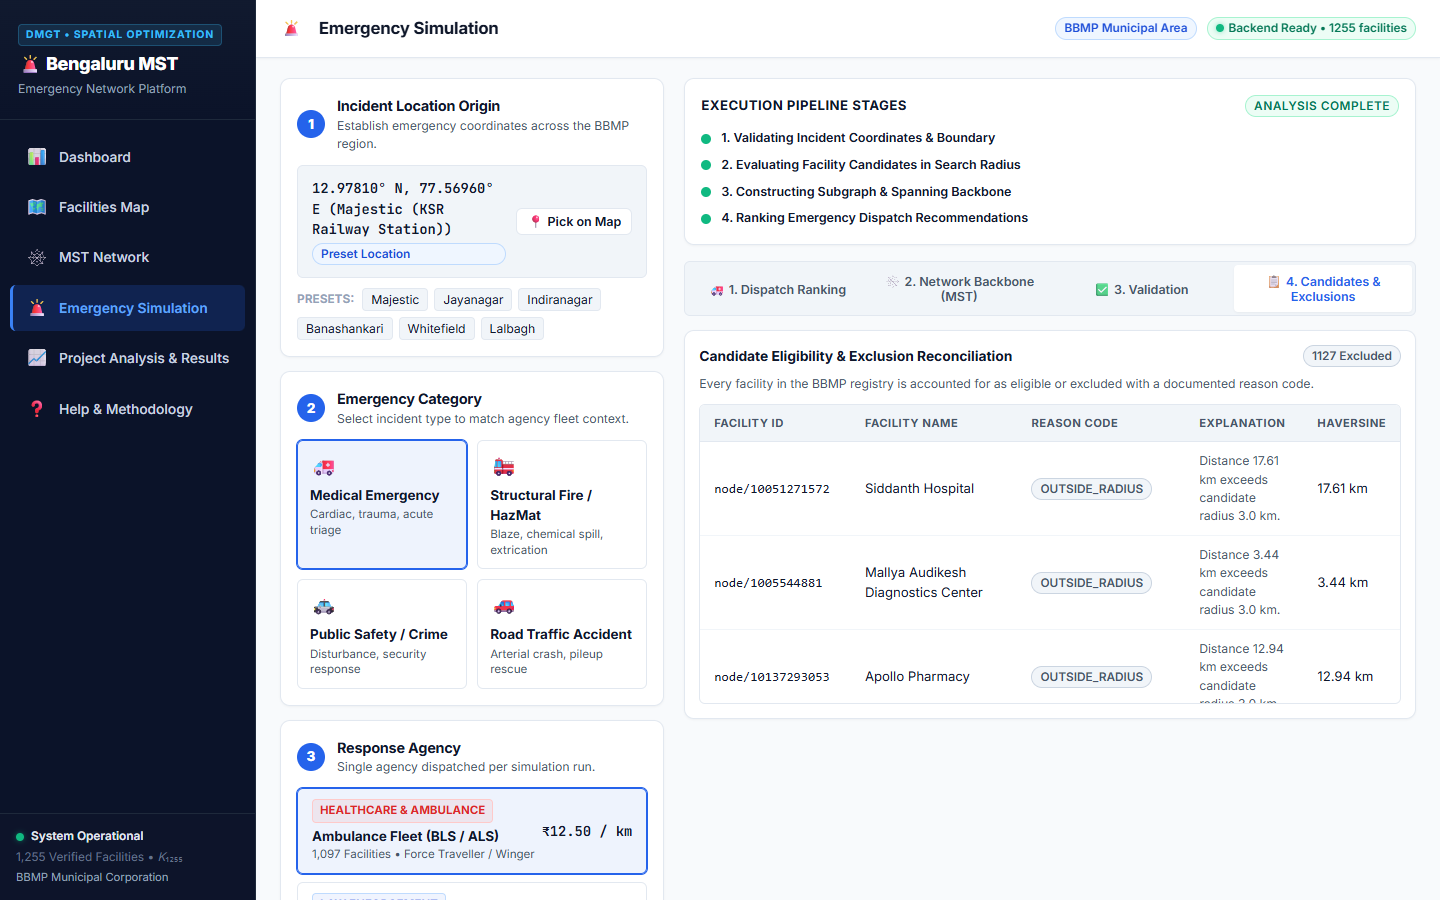 DMGT • SPATIAL OPTIMIZATION
Bengaluru MST
Emergency Network Platform
Dashboard
Facilities Map
MST Network
Emergency Simulation
Project Analysis & Results
Help & Methodology
System Operational
1,255 Verified Facilities • K₁₂₅₅
BBMP Municipal Corporation
Emergency Simulation
BBMP Municipal Area
Backend Ready • 1255 facilities
1
Incident Location Origin
Establish emergency coordinates across the BBMP
region.
12.97810° N, 77.56960°
E (Majestic (KSR
Railway Station))
Preset Location
Pick on Map
PRESETS:
Majestic
Jayanagar
Indiranagar
Banashankari
Whitefield
Lalbagh
2
Emergency Category
Select incident type to match agency fleet context.
Medical Emergency
Cardiac, trauma, acute
triage
Structural Fire /
HazMat
Blaze, chemical spill,
extrication
Public Safety / Crime
Disturbance, security
response
Road Traffic Accident
Arterial crash, pileup
rescue
3
Response Agency
Single agency dispatched per simulation run.
HEALTHCARE & AMBULANCE
Ambulance Fleet (BLS / ALS)
1,097 Facilities • Force Traveller / Winger
₹12.50 / km
EXECUTION PIPELINE STAGES
ANALYSIS COMPLETE
1. Validating Incident Coordinates & Boundary
2. Evaluating Facility Candidates in Search Radius
3. Constructing Subgraph & Spanning Backbone
4. Ranking Emergency Dispatch Recommendations
1. Dispatch Ranking
2. Network Backbone
(MST)
3. Validation
4. Candidates &
Exclusions
Candidate Eligibility & Exclusion Reconciliation
1127 Excluded
Every facility in the BBMP registry is accounted for as eligible or excluded with a documented reason code.
FACILITY ID
FACILITY NAME
REASON CODE
EXPLANATION
HAVERSINE
node/10051271572
Siddanth Hospital
OUTSIDE_RADIUS
Distance 17.61
km exceeds
candidate
radius 3.0 km.
17.61 km
node/1005544881
Mallya Audikesh
Diagnostics Center
OUTSIDE_RADIUS
Distance 3.44
km exceeds
candidate
radius 3.0 km.
3.44 km
node/10137293053
Apollo Pharmacy
OUTSIDE_RADIUS
Distance 12.94
km exceeds
candidate
radius 3.0 km.
12.94 km